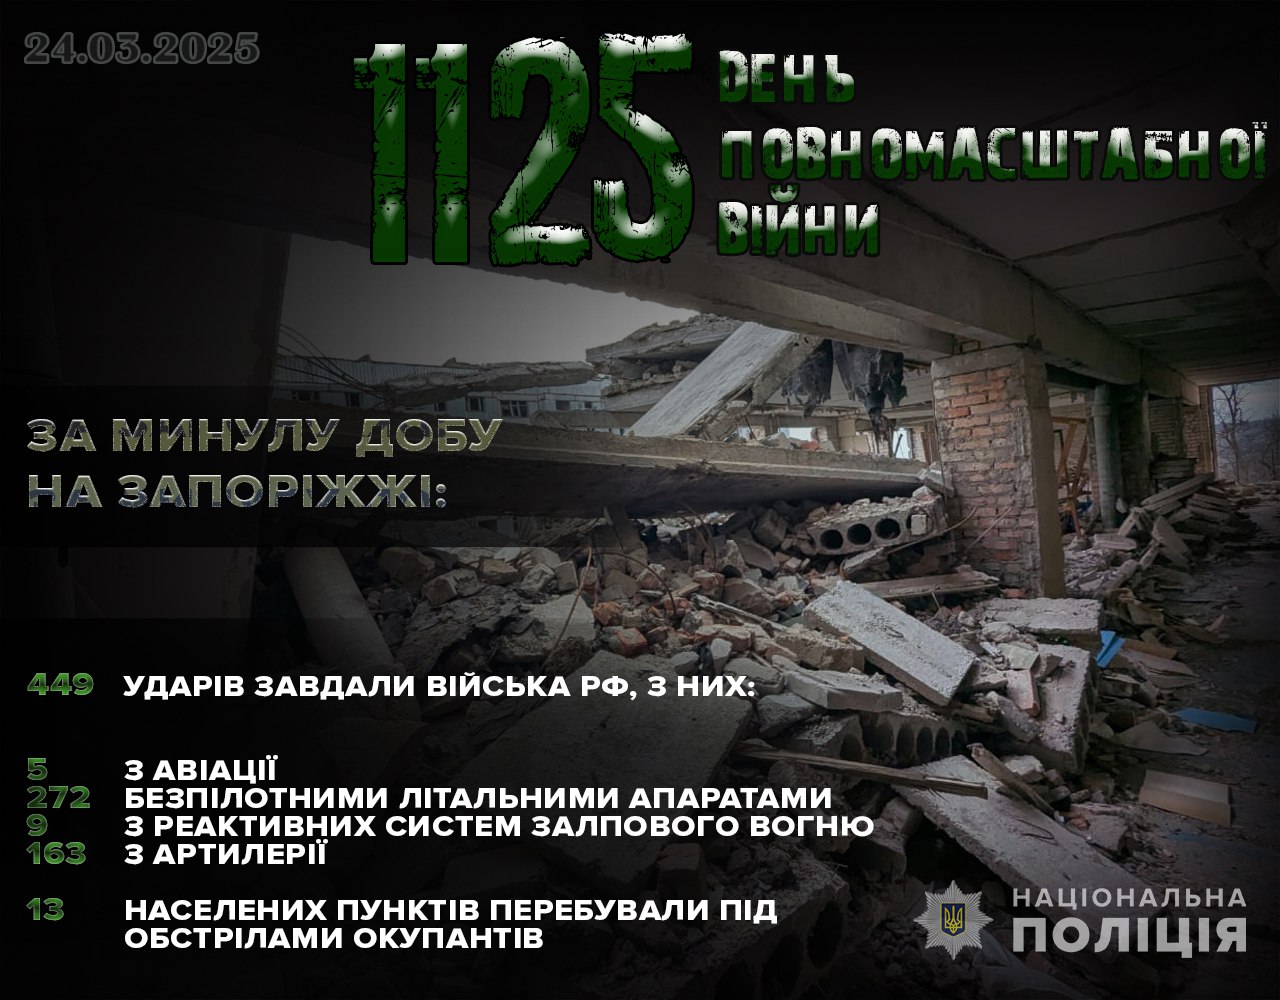 24.03.2025
1125
ДЕНЬ
ПОВНОМАСШТАБНОЇ
ВІЙНИ
ЗА МИНУЛУ ДОБУ
НА ЗАПОРІЖЖІ:
449 УДАРІВ ЗАВДАЛИ ВІЙСЬКА РФ, З НИХ:
5 З АВІАЦІЇ
272 БЕЗПІЛОТНИМИ ЛІТАЛЬНИМИ АПАРАТАМИ
9 З РЕАКТИВНИХ СИСТЕМ ЗАЛПОВОГО ВОГНЮ
163 З АРТИЛЕРІЇ
13 НАСЕЛЕНИХ ПУНКТІВ ПЕРЕБУВАЛИ ПІД
ОБСТРІЛАМИ ОКУПАНТІВ
НАЦІОНАЛЬНА
ПОЛІЦІЯ